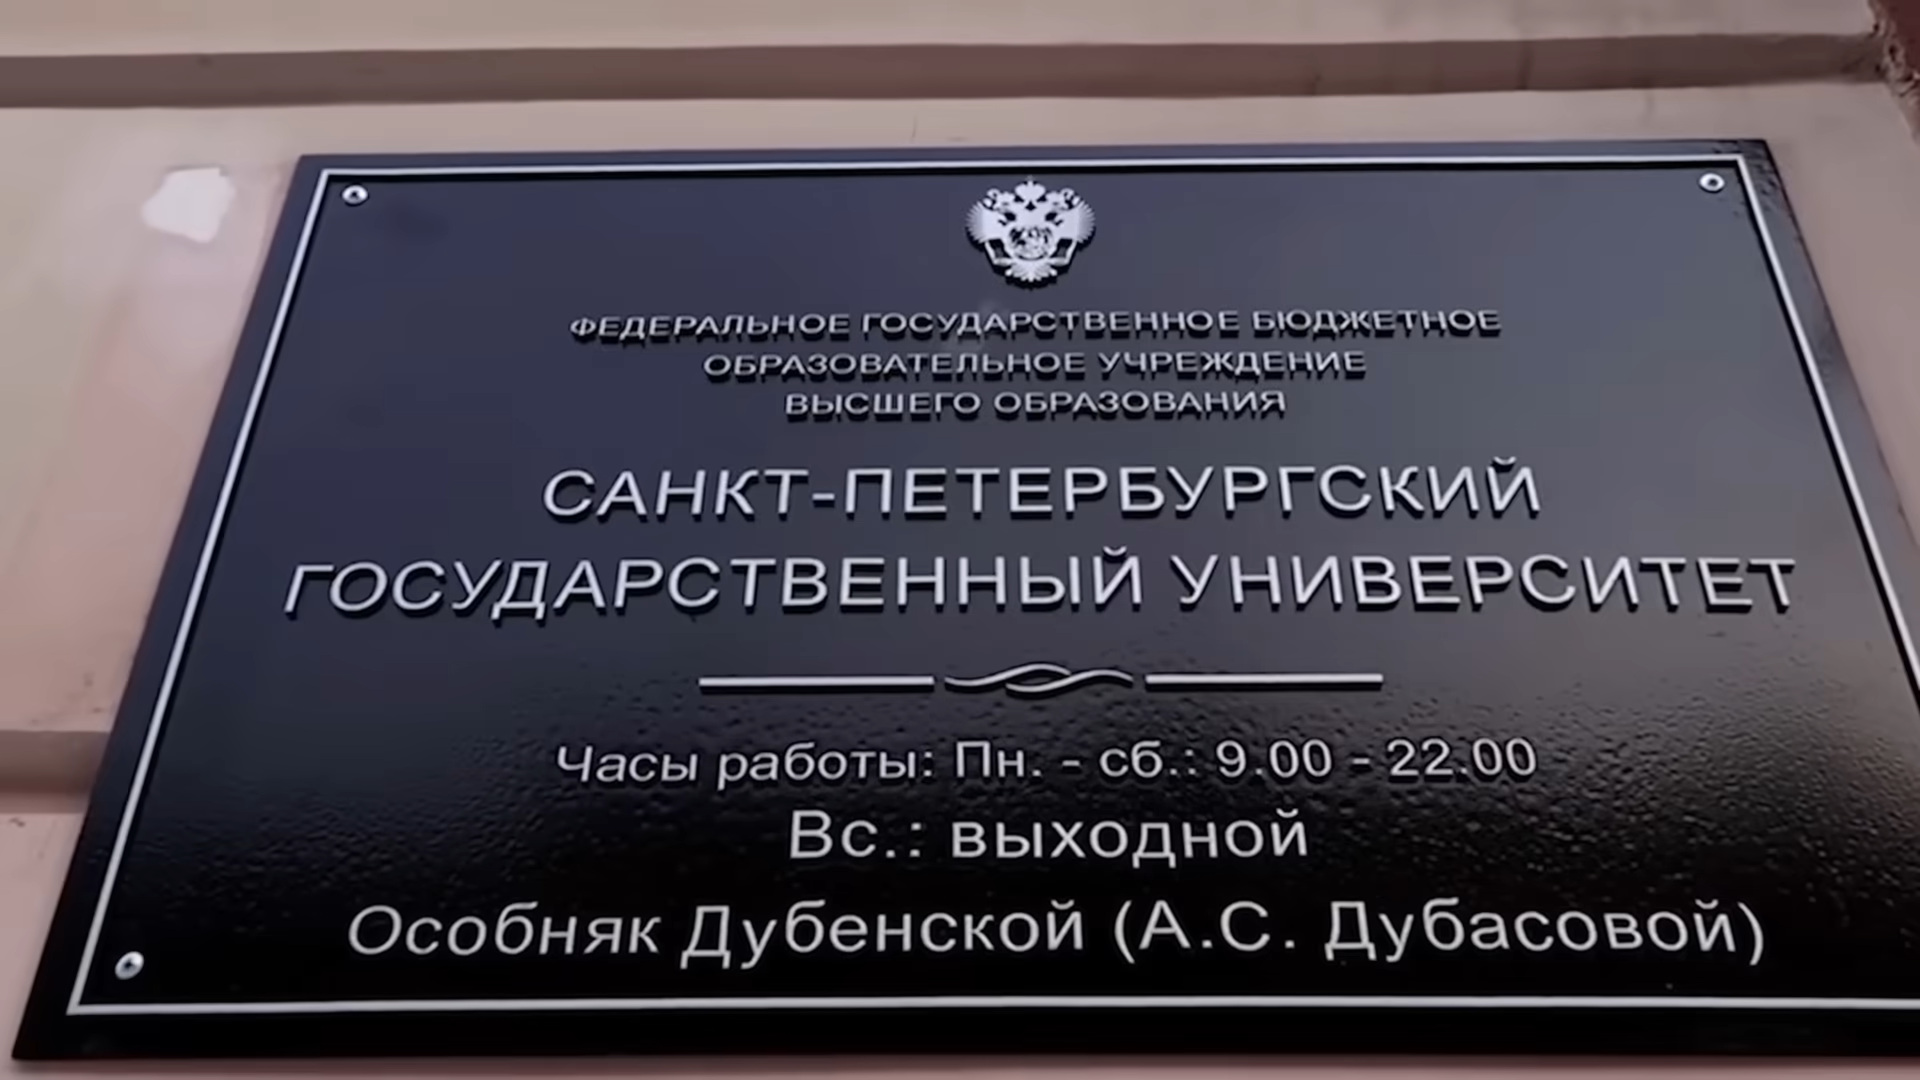 ФЕДЕРАЛЬНОЕ ГОСУДАРСТВЕННОЕ БЮДЖЕТНОЕ
ОБРАЗОВАТЕЛЬНОЕ УЧРЕЖДЕНИЕ
ВЫСШЕГО ОБРАЗОВАНИЯ
САНКТ-ПЕТЕРБУРГСКИЙ
ГОСУДАРСТВЕННЫЙ УНИВЕРСИТЕТ
Часы работы: Пн. - сб.: 9.00 - 22.00
Вс.: выходной
Особняк Дубенской (А.С. Дубасовой)